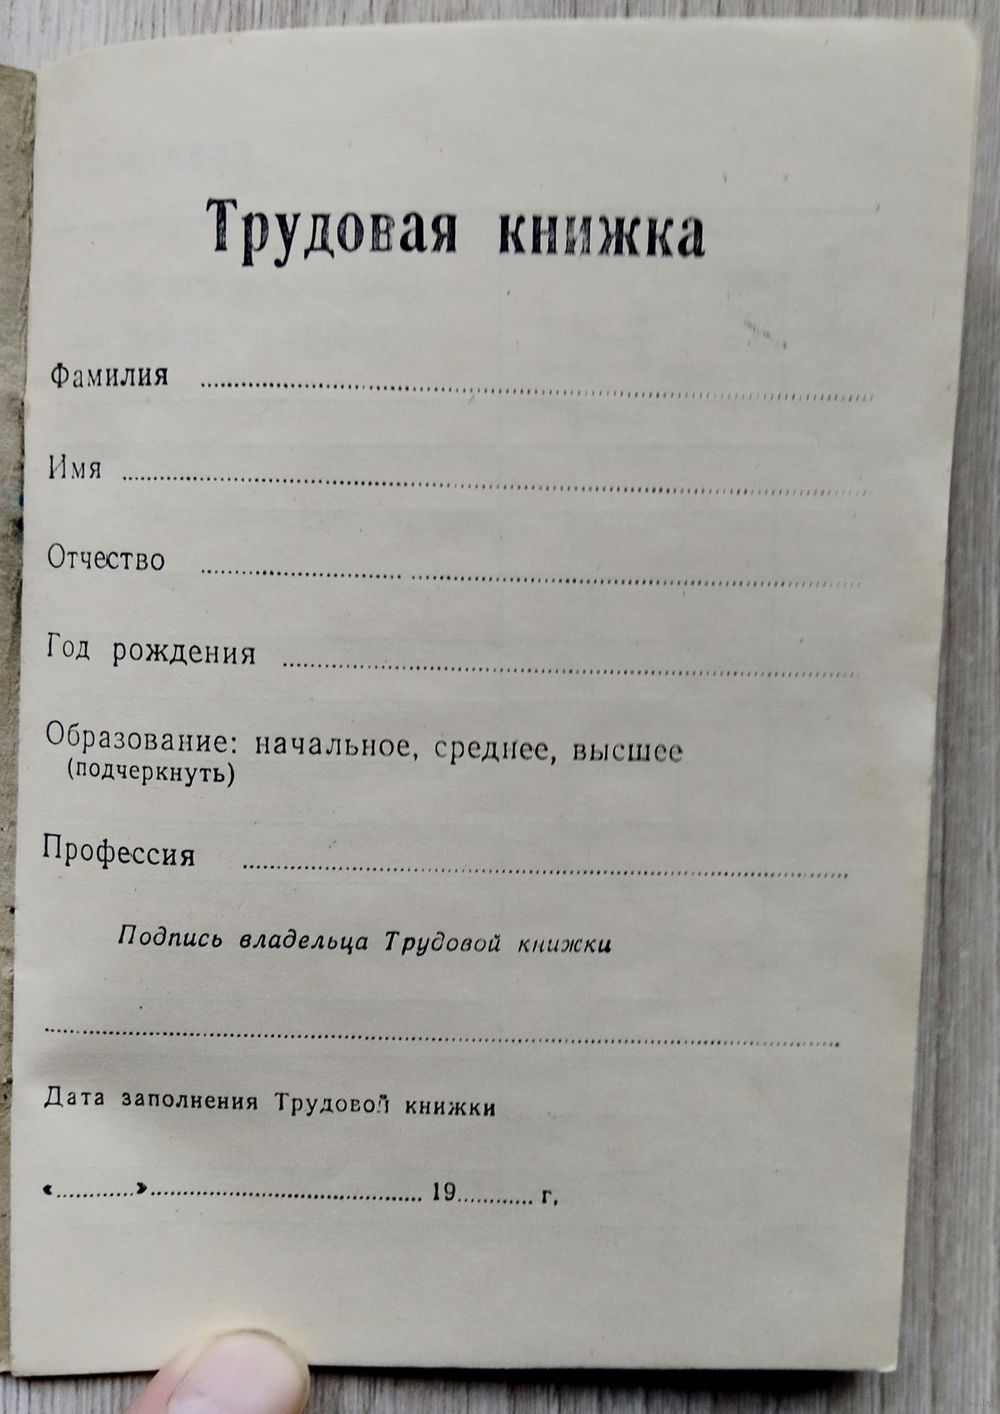 Трудовая книжка
Фамилия
Имя
Отчество
Год рождения
Образование: начальное, среднее, высшее
(подчеркнуть)
Профессия
Подпись владельца Трудовой книжки
Дата заполнения Трудовой книжки
«............»........................................ 19............ г.